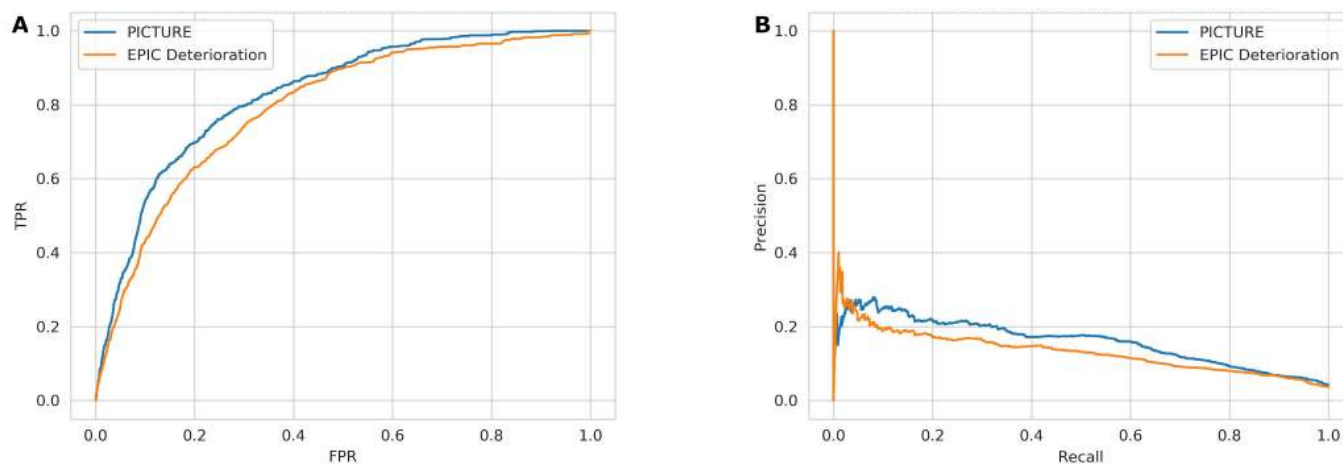 A
PICTURE
EPIC Deterioration
1.0
0.8
0.6
0.4
0.2
0.0
TPR
0.0 0.2 0.4 0.6 0.8 1.0
FPR
B
PICTURE
EPIC Deterioration
1.0
0.8
0.6
0.4
0.2
0.0
Precision
0.0 0.2 0.4 0.6 0.8 1.0
Recall